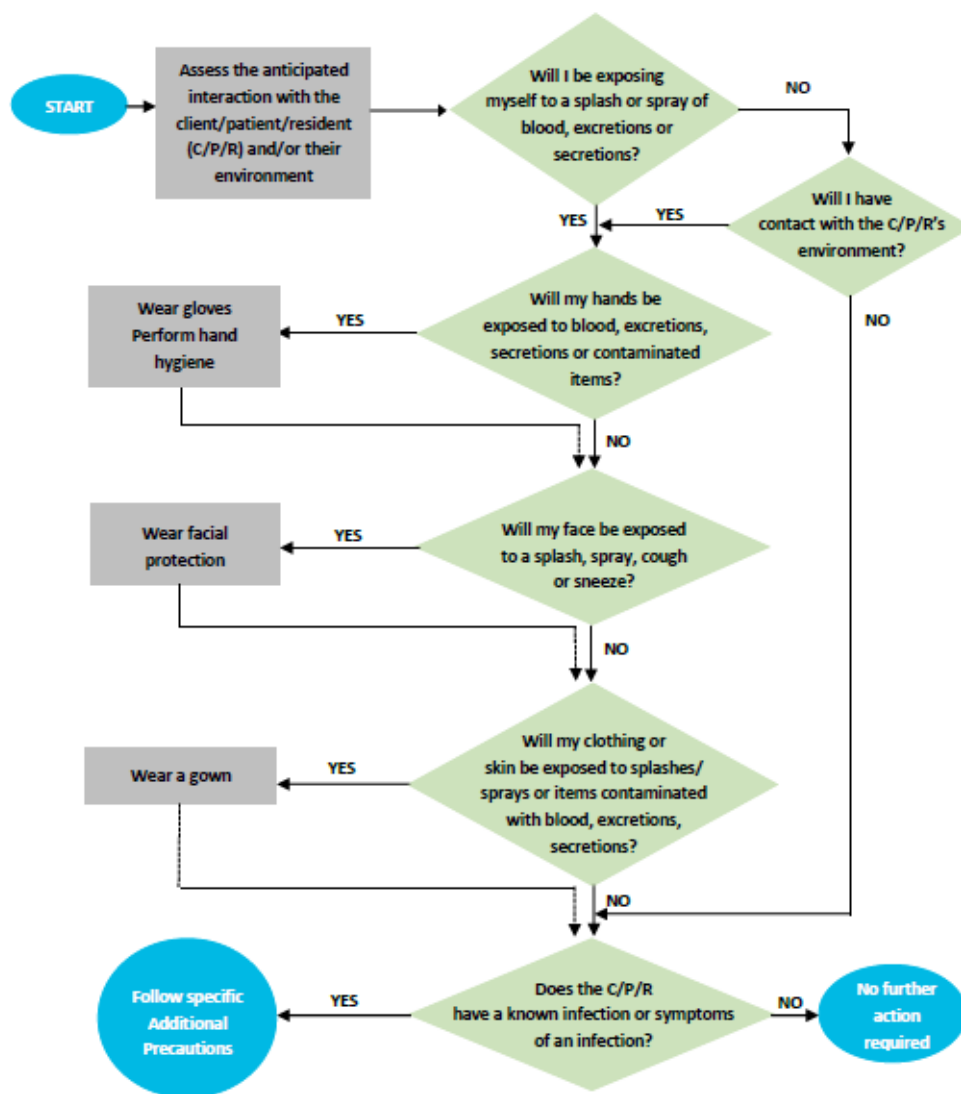 START
Assess the anticipated
interaction with the
client/patient/resident
(C/P/R) and/or their
environment
Will I be exposing
myself to a splash or spray of
blood, excretions or
secretions?
NO
YES
YES
Will I have
contact with the C/P/R's
environment?
NO
Wear gloves
Perform hand
hygiene
YES
Will my hands be
exposed to blood, excretions,
secretions or contaminated
items?
NO
Wear facial
protection
YES
Will my face be exposed
to a splash, spray, cough
or sneeze?
NO
Wear a gown
YES
Will my clothing or
skin be exposed to splashes/
sprays or items contaminated
with blood, excretions,
secretions?
NO
Follow specific
Additional
Precautions
YES
Does the C/P/R
have a known infection or symptoms
of an infection?
NO
No further
action
required